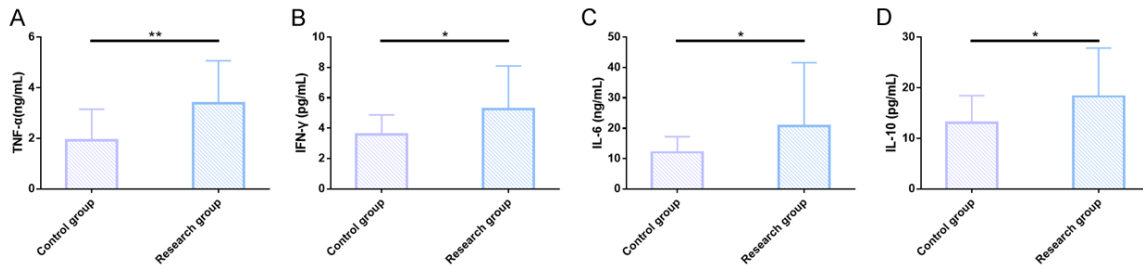 A
TNF-α(ng/mL)
6
4
2
0
**
Control group
Research group
B
IFN-γ (pg/mL)
10
8
6
4
2
0
*
Control group
Research group
C
IL-6 (ng/mL)
50
40
30
20
10
0
*
Control group
Research group
D
IL-10 (pg/mL)
30
20
10
0
*
Control group
Research group